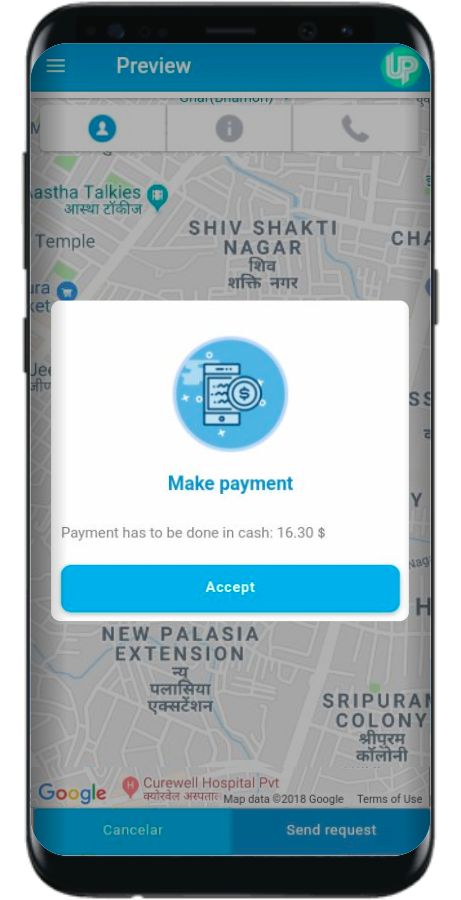 Preview
UP
aastha Talkies
आस्था टॉकीज
Temple
SHIV SHAKTI
NAGAR
शिव
शक्ति नगर
Make payment
Payment has to be done in cash: 16.30 $
Accept
NEW PALASIA
EXTENSION
न्यू
पलासिया
एक्सटेंशन
SRIPURAM
COLONY
श्रीपुरम
कॉलोनी
Curewell Hospital Pvt
क्योरवेल अस्पताल
Google
Map data ©2018 Google Terms of Use
Cancelar
Send request